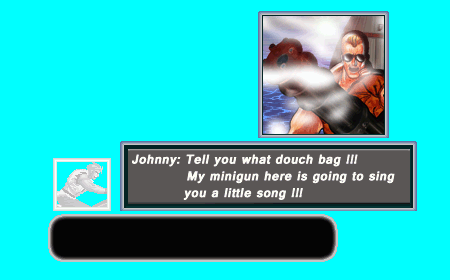 Johnny: Tell you what douch bag !!!
My minigun here is going to sing
you a little song !!!